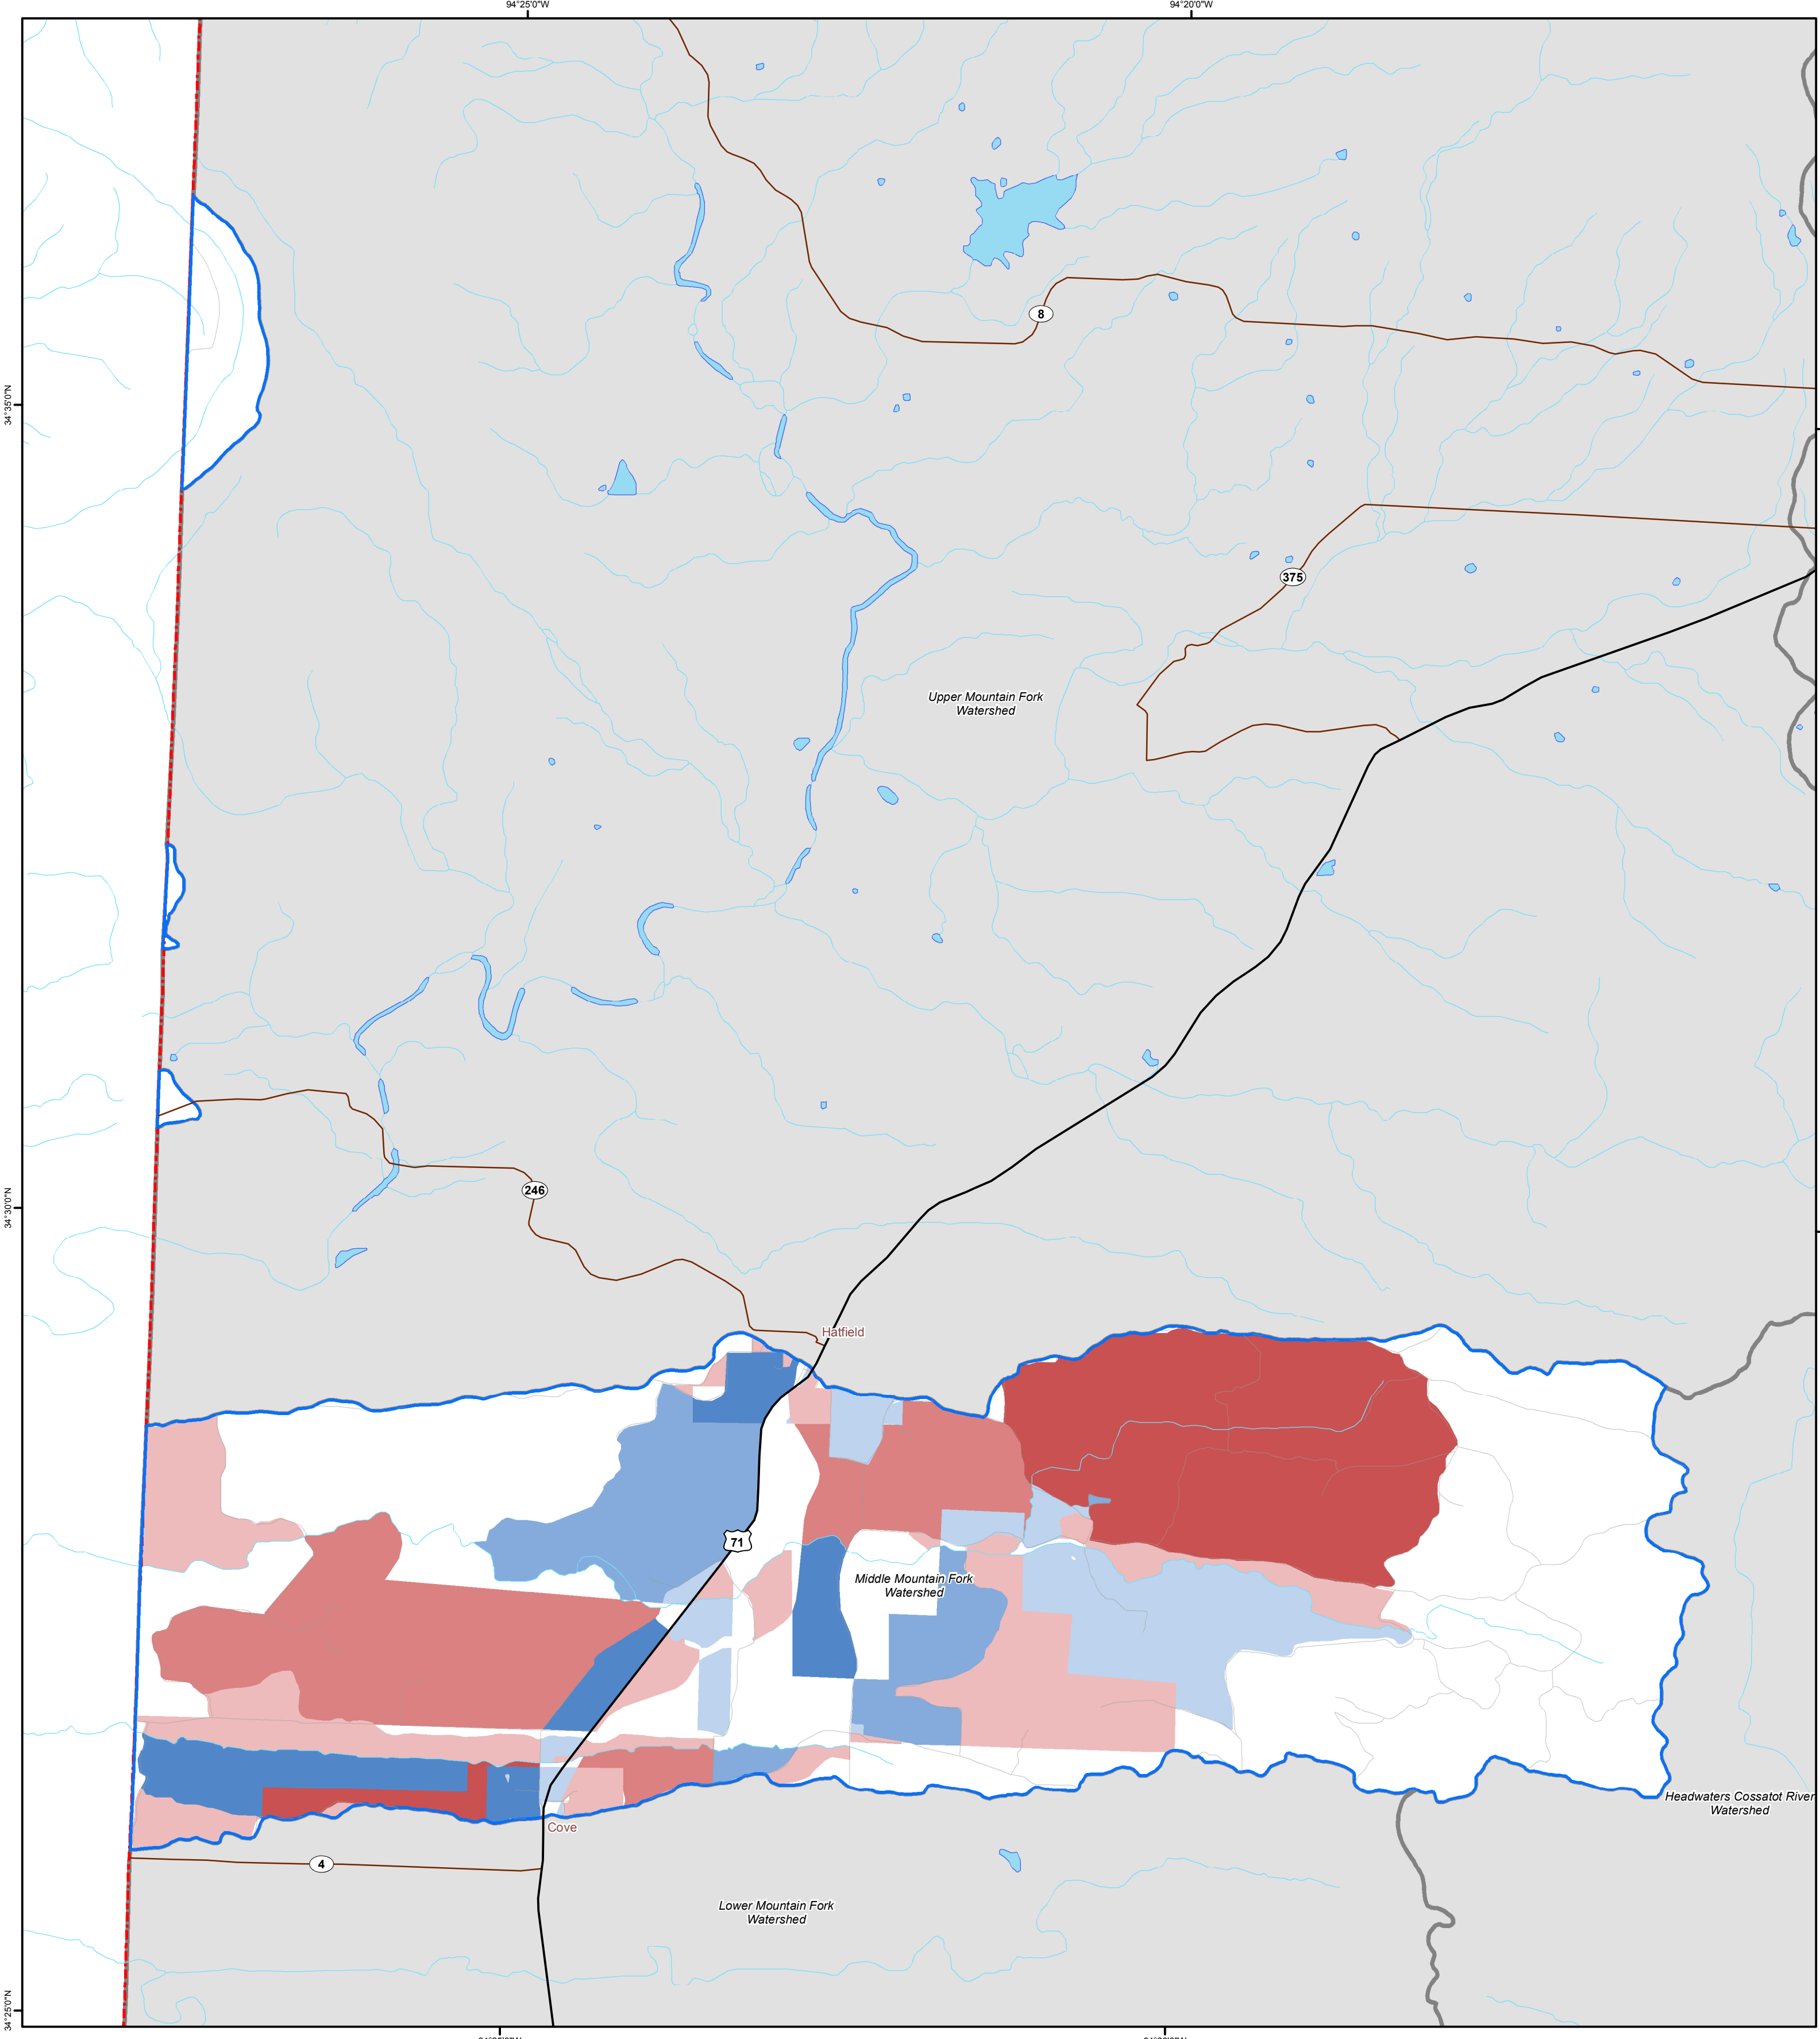 94°25'0"W
94°20'0"W
8
34°35'0"N
375
Upper Mountain Fork
Watershed
246
34°30'0"N
Hatfield
71
Middle Mountain Fork
Watershed
Headwaters Cossatot River
Watershed
Cove
4
Lower Mountain Fork
Watershed
34°25'0"N